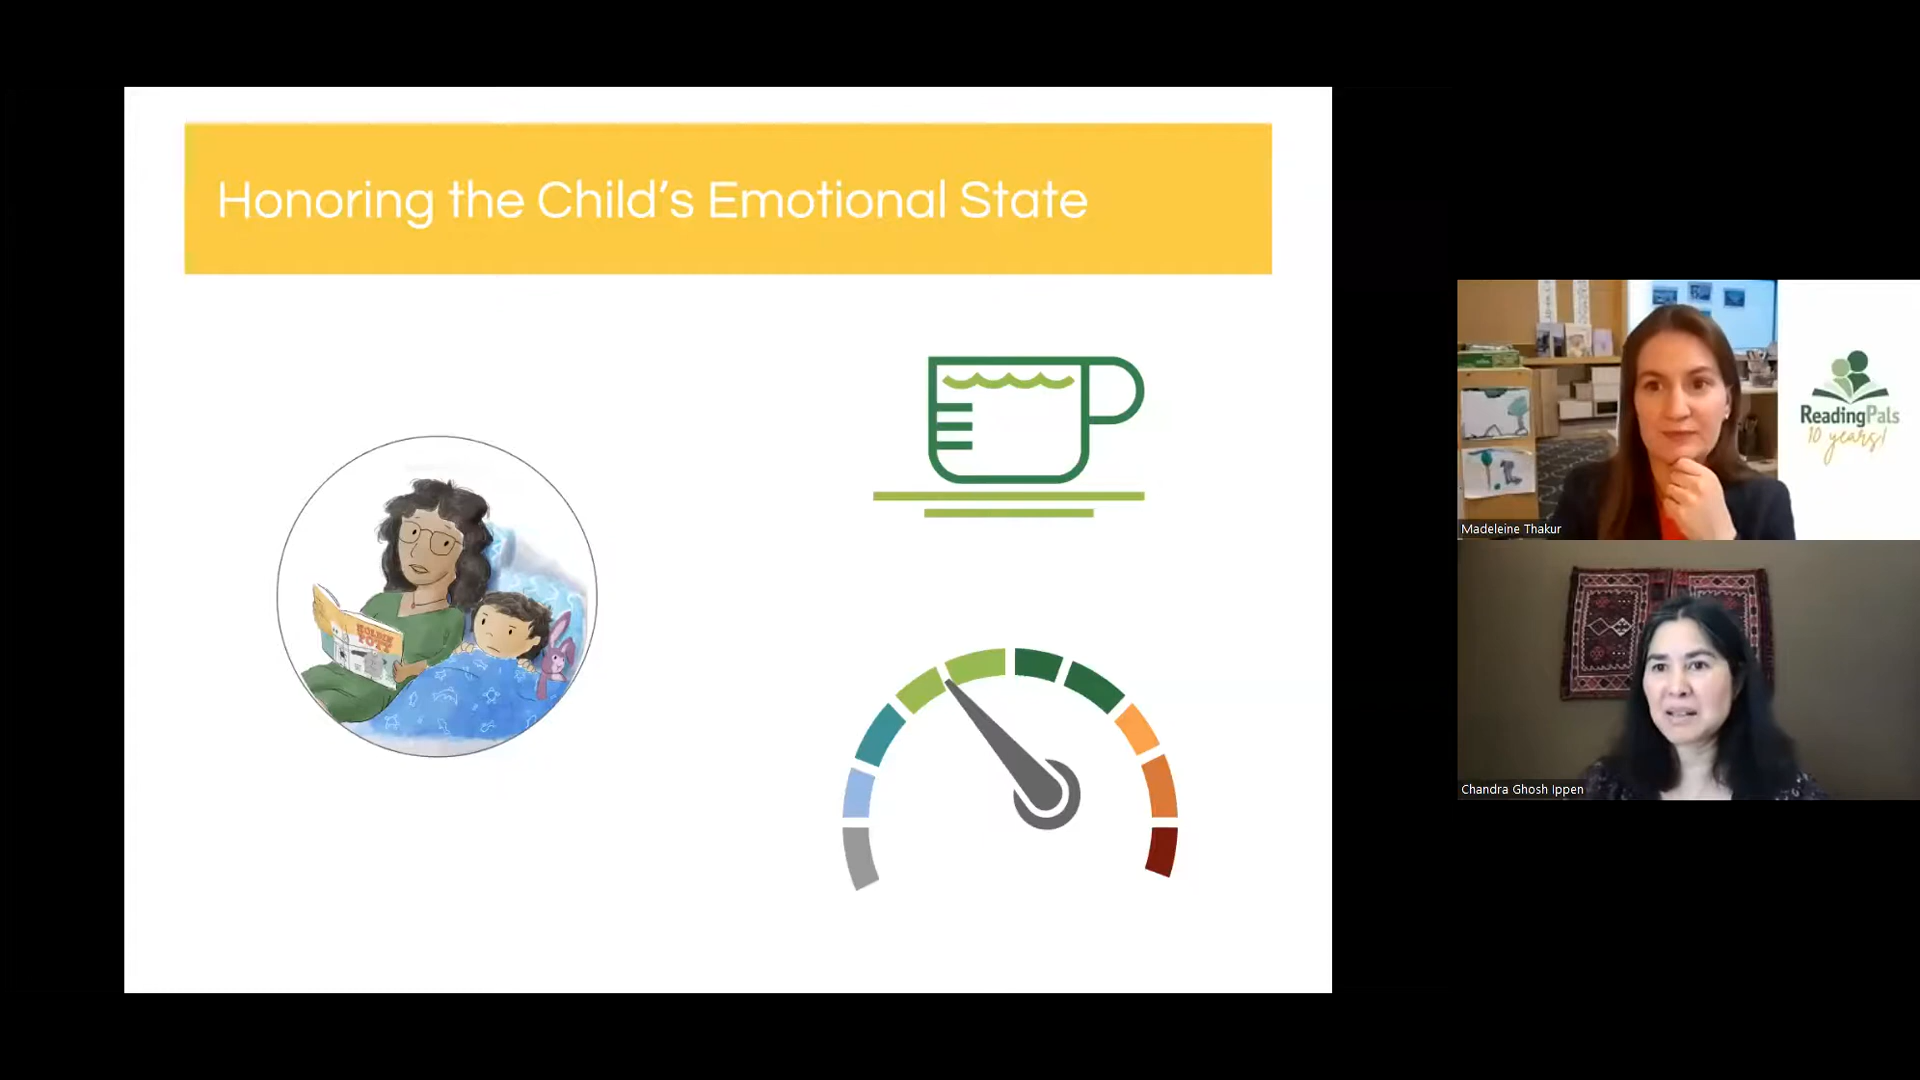 Honoring the Child's Emotional State
ReadingPals
10 years!
Madeleine Thakur
Chandra Ghosh Ippen